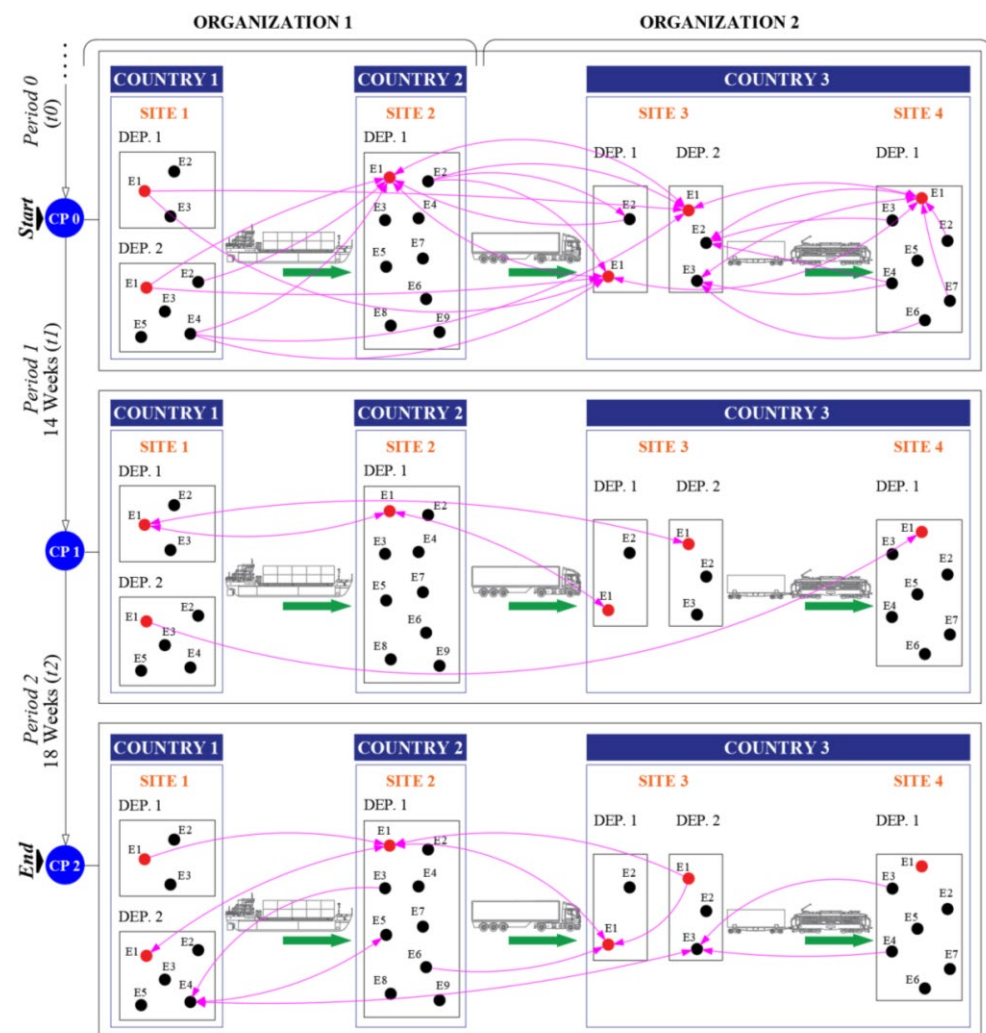 ORGANIZATION 1 ORGANIZATION 2
Period 0
(t0)
Start
CP 0
COUNTRY 1 COUNTRY 2 COUNTRY 3
SITE 1 SITE 2 SITE 3 SITE 4
DEP. 1 DEP. 1 DEP. 1 DEP. 2 DEP. 1
E1 E2 E3
DEP. 2
E1 E2 E3 E4 E5
E1 E2 E3 E4 E5 E7 E6 E8 E9
E2 E1
E1 E2 E3
E1 E3 E2 E5 E4 E7 E6
Period 1
14 Weeks (t1)
CP 1
COUNTRY 1 COUNTRY 2 COUNTRY 3
SITE 1 SITE 2 SITE 3 SITE 4
DEP. 1 DEP. 1 DEP. 1 DEP. 2 DEP. 1
E1 E2 E3
DEP. 2
E1 E2 E3 E4 E5
E1 E2 E3 E4 E5 E7 E6 E8 E9
E2 E1
E1 E2 E3
E1 E3 E2 E5 E4 E7 E6
Period 2
18 Weeks (t2)
End
CP 2
COUNTRY 1 COUNTRY 2 COUNTRY 3
SITE 1 SITE 2 SITE 3 SITE 4
DEP. 1 DEP. 1 DEP. 1 DEP. 2 DEP. 1
E1 E2 E3
DEP. 2
E1 E2 E3 E4 E5
E1 E2 E3 E4 E5 E7 E6 E8 E9
E2 E1
E1 E2 E3
E1 E3 E2 E5 E4 E7 E6